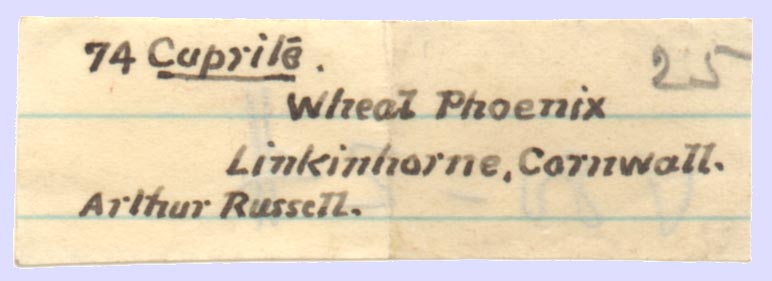 74 Cuprite. 25
Wheal Phoenix
Linkinhorne, Cornwall.
Arthur Russell.